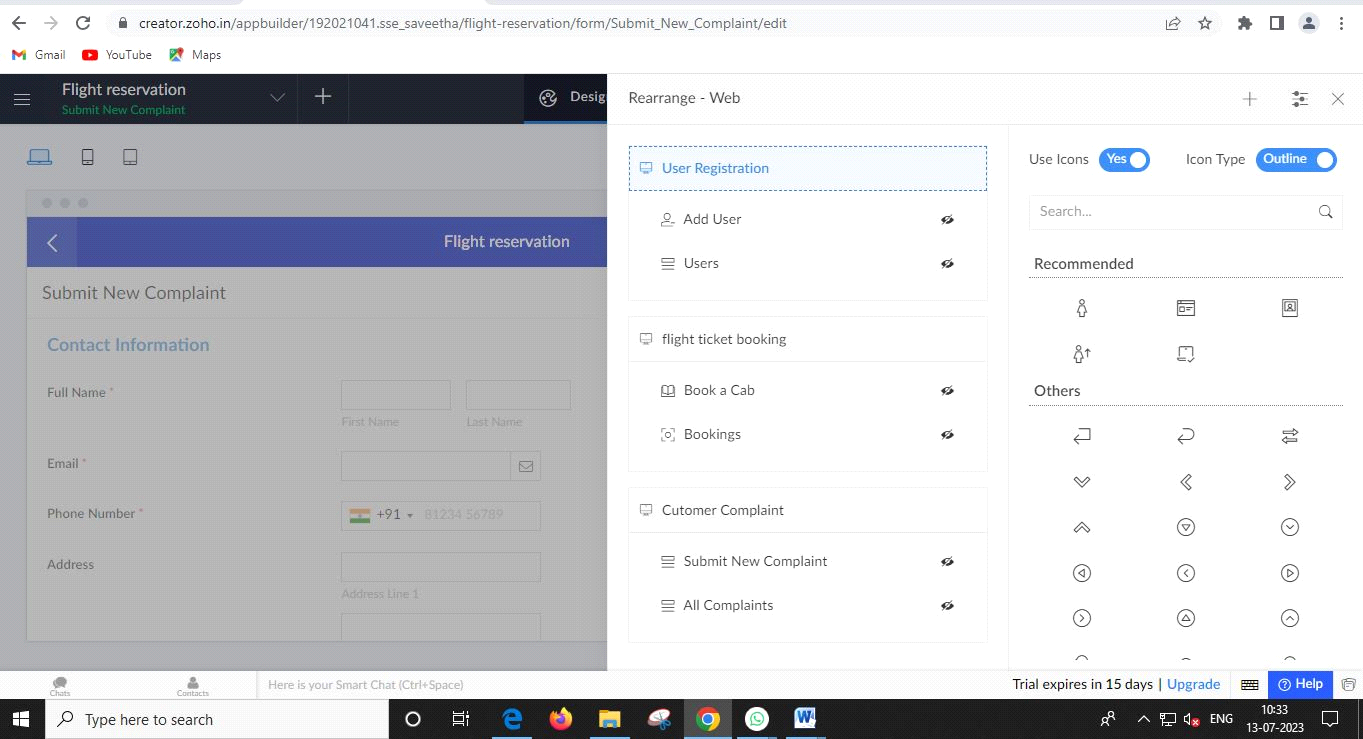 creator.zoho.in/appbuilder/192021041.sse_saveetha/flight-reservation/form/Submit_New_Complaint/edit
Gmail YouTube Maps
Flight reservation
Submit New Complaint
Desig
Rearrange - Web
User Registration
Add User
Users
flight ticket booking
Book a Cab
Bookings
Cutomer Complaint
Submit New Complaint
All Complaints
Use Icons Yes Icon Type Outline
Search...
Recommended
Others
Flight reservation
Submit New Complaint
Contact Information
Full Name *
First Name Last Name
Email *
Phone Number * +91 81234 56789
Address
Address Line 1
Chats Contacts Here is your Smart Chat (Ctrl+Space) Trial expires in 15 days | Upgrade Help
Type here to search
ENG
10:33
13-07-2023